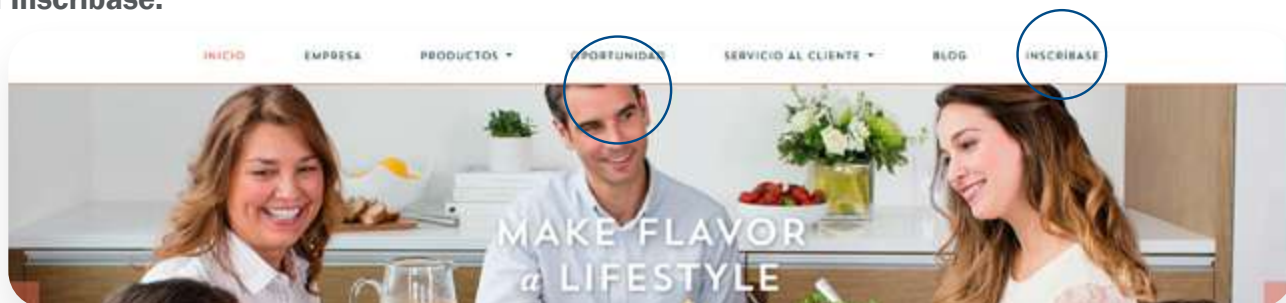 Inscríbase.
INICIO EMPRESA PRODUCTOS OPORTUNIDAD SERVICIO AL CLIENTE BLOG INSCRÍBASE
MAKE FLAVOR
a LIFESTYLE